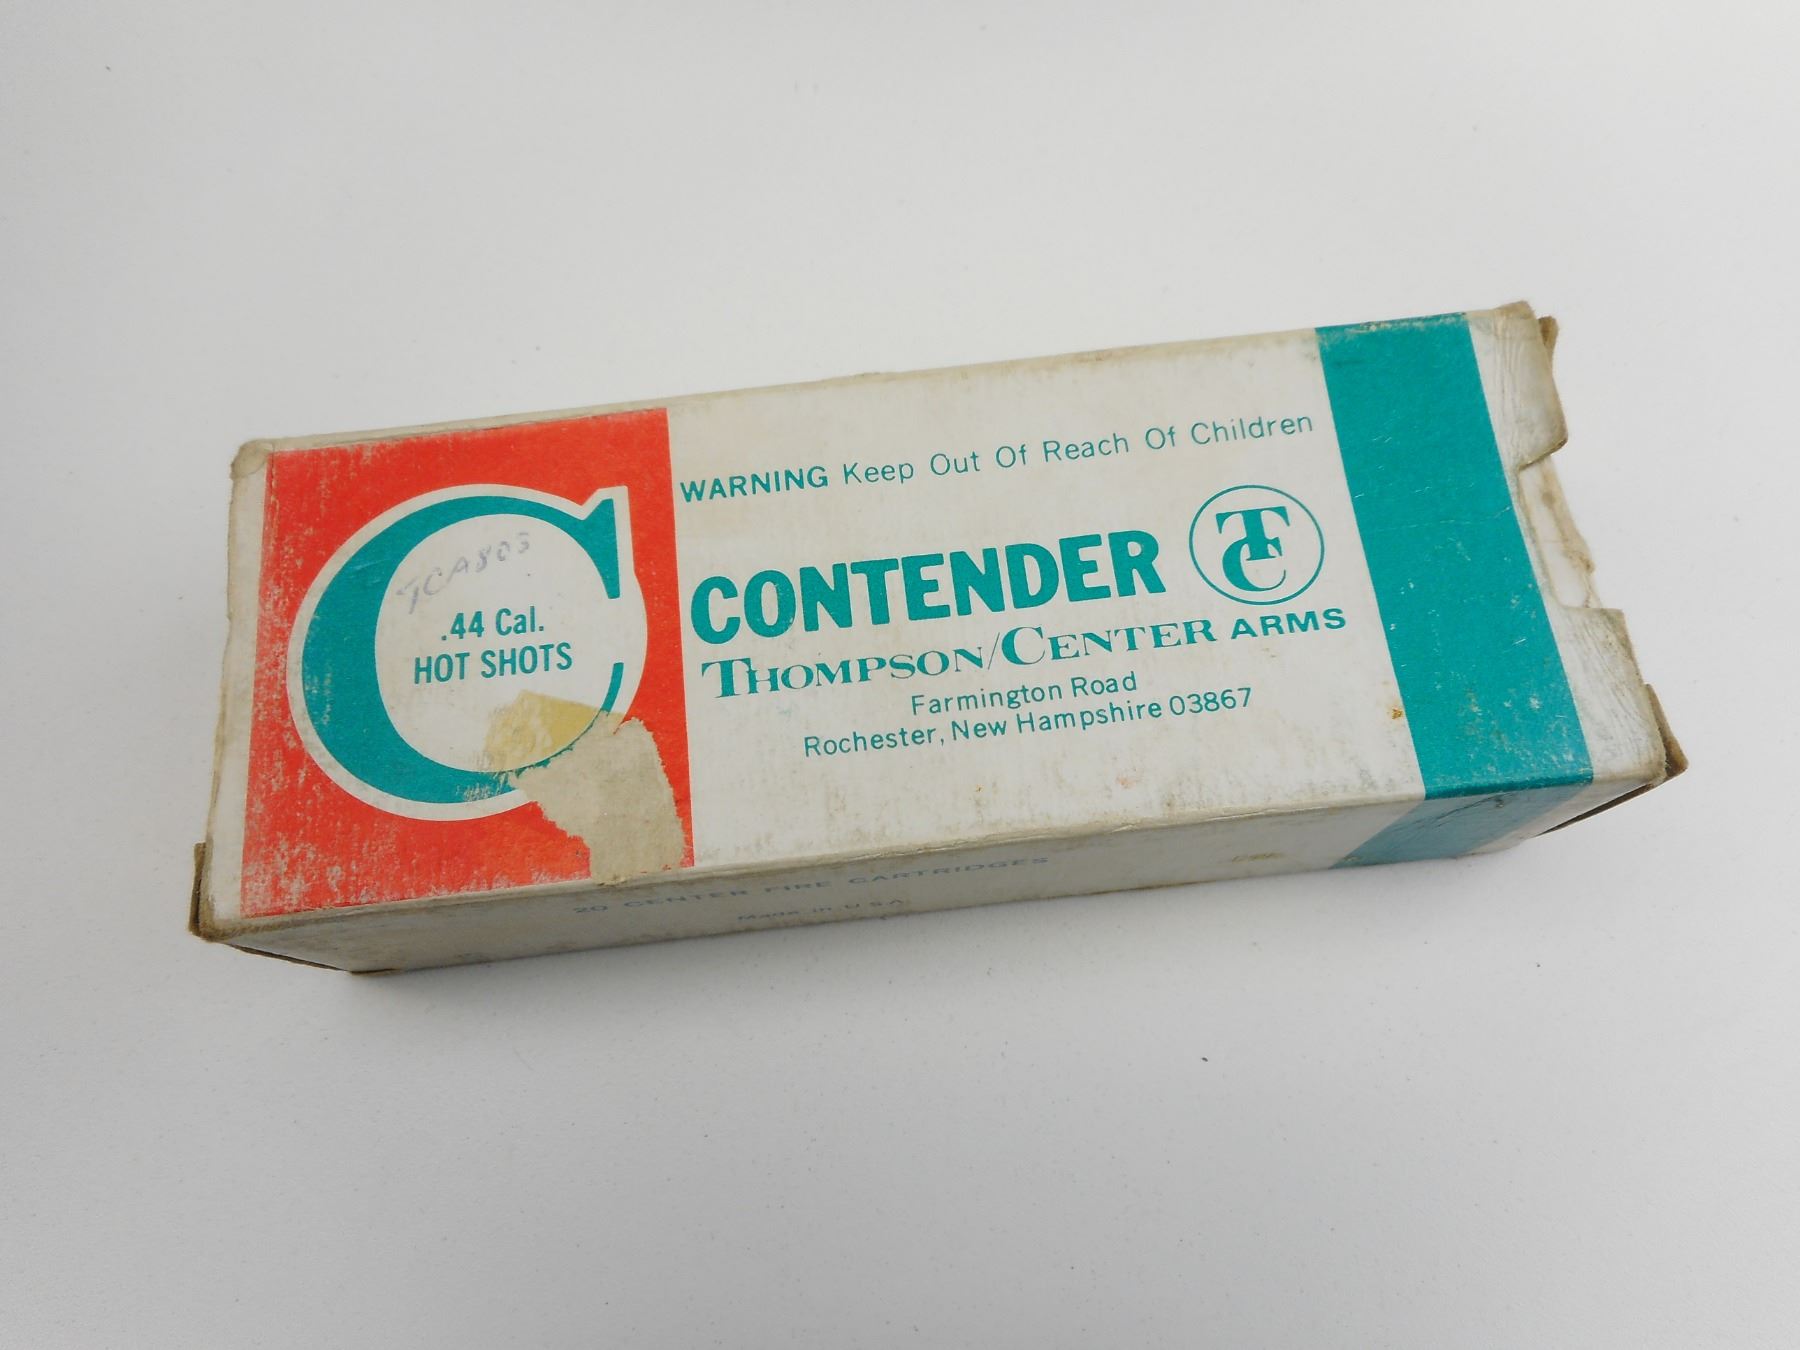 WARNING Keep Out Of Reach Of Children
C
TCA803
.44 Cal.
HOT SHOTS
CONTENDER
TC
THOMPSON/CENTER ARMS
Farmington Road
Rochester, New Hampshire 03867
20 CENTER FIRE CARTRIDGES
Made in U.S.A.